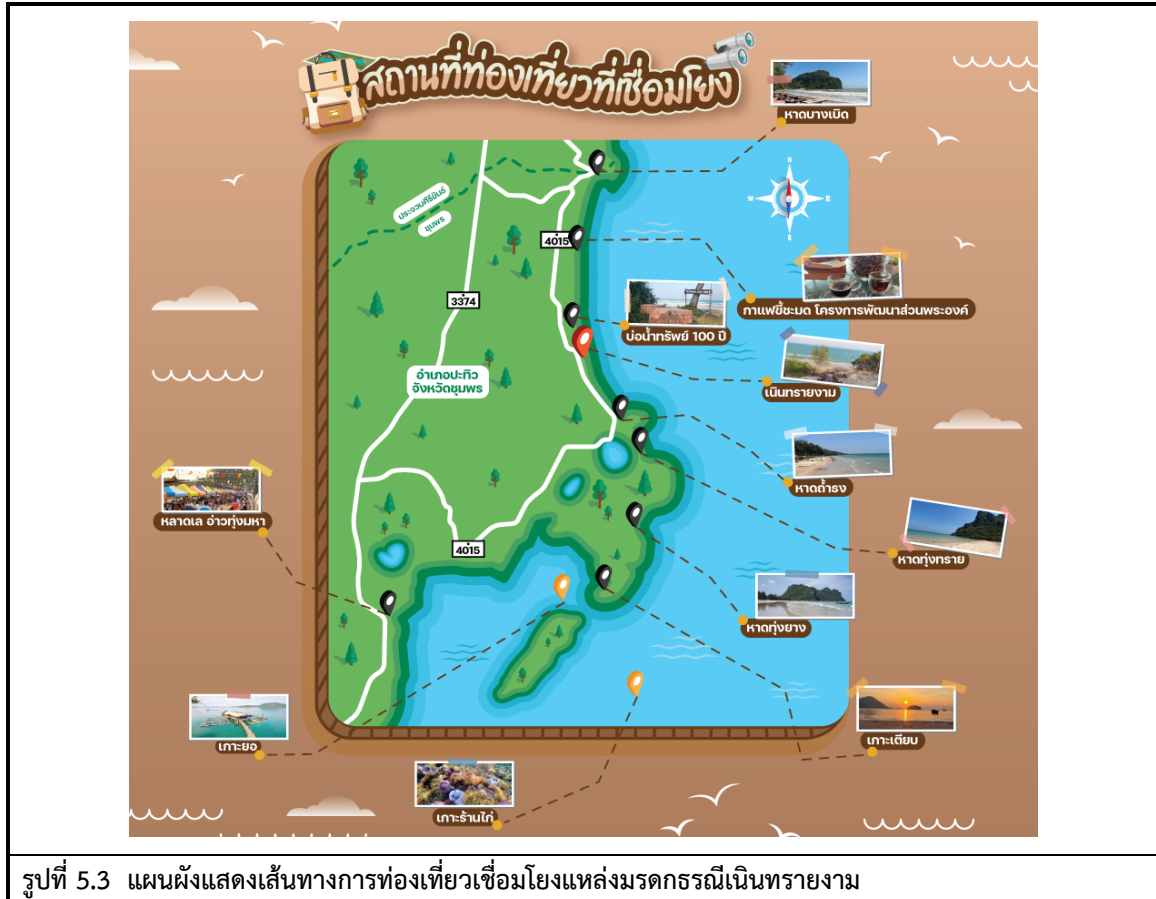 สถานที่ท่องเที่ยวที่เชื่อมโยง
หาดบางเบิด
N
W
E
S
ประจวบคีรีขันธ์
ชุมพร
4015
3374
กาแฟขี้ชะมด โครงการพัฒนาส่วนพระองค์
บ่อน้ำทรัพย์ 100 ปี
อำเภอปะทิว
จังหวัดชุมพร
เนินทรายงาม
หาดถ้ำธง
หลาดเล อ่าวทุ่งมหา
4015
หาดทุ่งทราย
หาดทุ่งยาง
เกาะยอ
เกาะเตียบ
เกาะร้านไก่
รูปที่ 5.3 แผนผังแสดงเส้นทางการท่องเที่ยวเชื่อมโยงแหล่งมรดกธรณีเนินทรายงาม